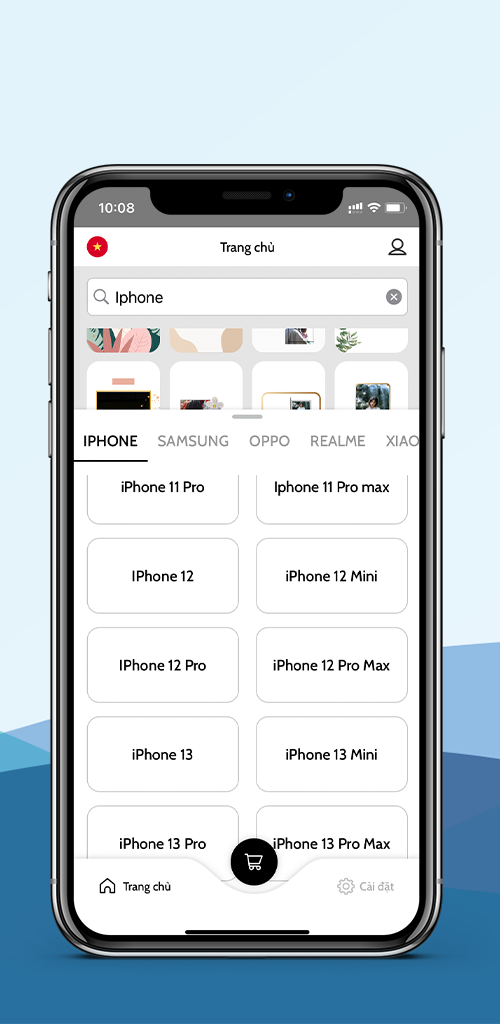 10:08
Trang chủ
Iphone
IPHONE SAMSUNG OPPO REALME XIAO
iPhone 11 Pro Iphone 11 Pro max
IPhone 12 iPhone 12 Mini
IPhone 12 Pro iPhone 12 Pro Max
iPhone 13 iPhone 13 Mini
iPhone 13 Pro iPhone 13 Pro Max
Trang chủ Cài đặt